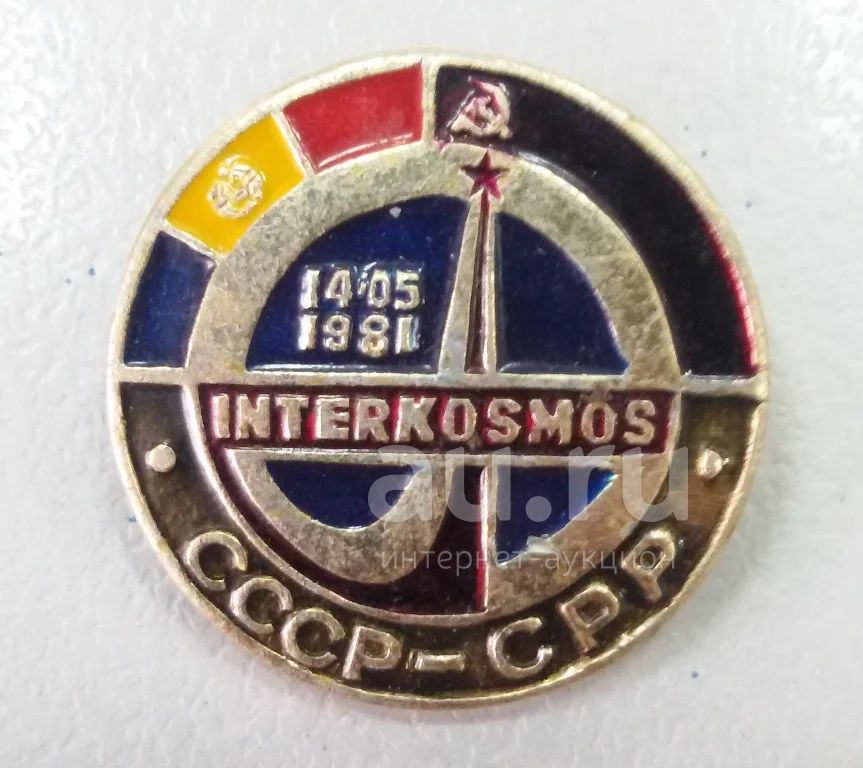 14·05
1981
INTERKOSMOS
СССР-СРР
au.ru
интернет-аукцион